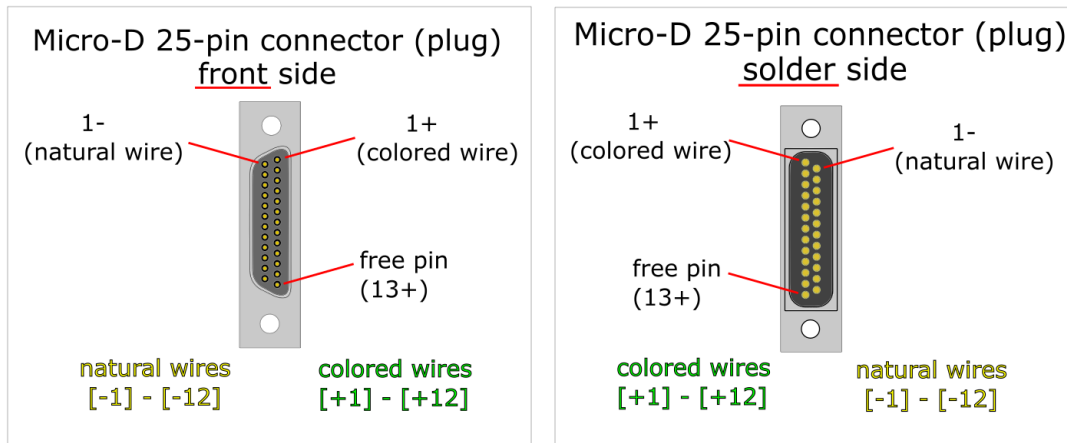 Micro-D 25-pin connector (plug)
front side
1-
(natural wire)
1+
(colored wire)
free pin
(13+)
natural wires
[-1] - [-12]
colored wires
[+1] - [+12]
Micro-D 25-pin connector (plug)
solder side
1+
(colored wire)
1-
(natural wire)
free pin
(13+)
colored wires
[+1] - [+12]
natural wires
[-1] - [-12]